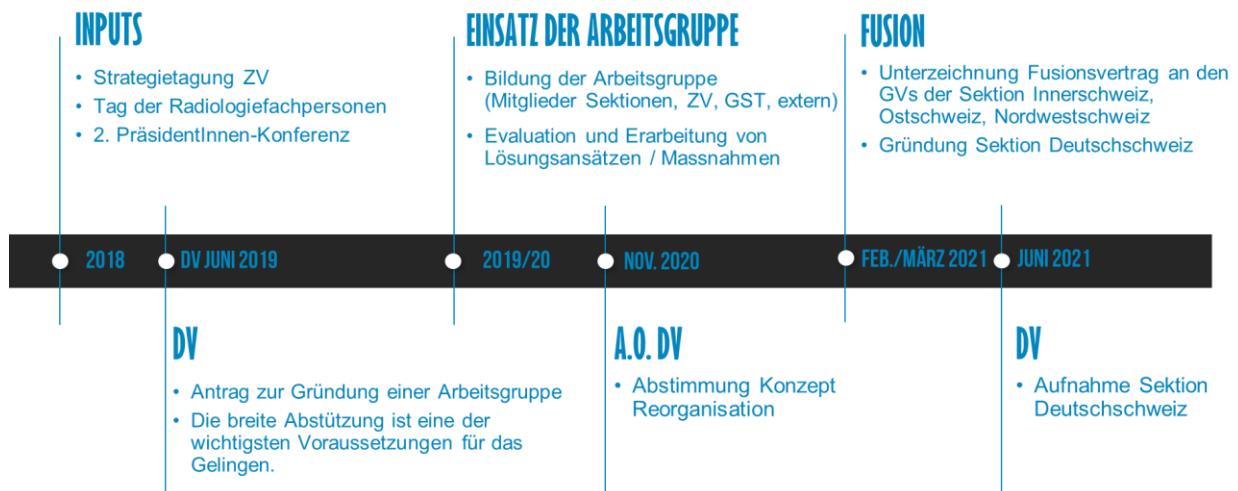 INPUTS
• Strategietagung ZV
• Tag der Radiologiefachpersonen
• 2. PräsidentInnen-Konferenz
EINSATZ DER ARBEITSGRUPPE
• Bildung der Arbeitsgruppe
(Mitglieder Sektionen, ZV, GST, extern)
• Evaluation und Erarbeitung von
Lösungsansätzen / Massnahmen
FUSION
• Unterzeichnung Fusionsvertrag an den
GVs der Sektion Innerschweiz,
Ostschweiz, Nordwestschweiz
• Gründung Sektion Deutschschweiz
2018
DV JUNI 2019
2019/20
NOV. 2020
FEB./MÄRZ 2021
JUNI 2021
DV
• Antrag zur Gründung einer Arbeitsgruppe
• Die breite Abstützung ist eine der
wichtigsten Voraussetzungen für das
Gelingen.
A.O. DV
• Abstimmung Konzept
Reorganisation
DV
• Aufnahme Sektion
Deutschschweiz